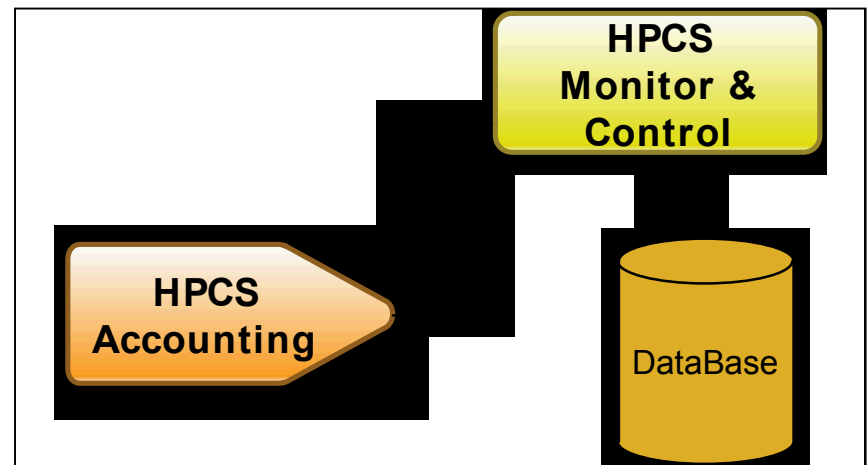 HPCS
Monitor &
Control
HPCS
Accounting
DataBase